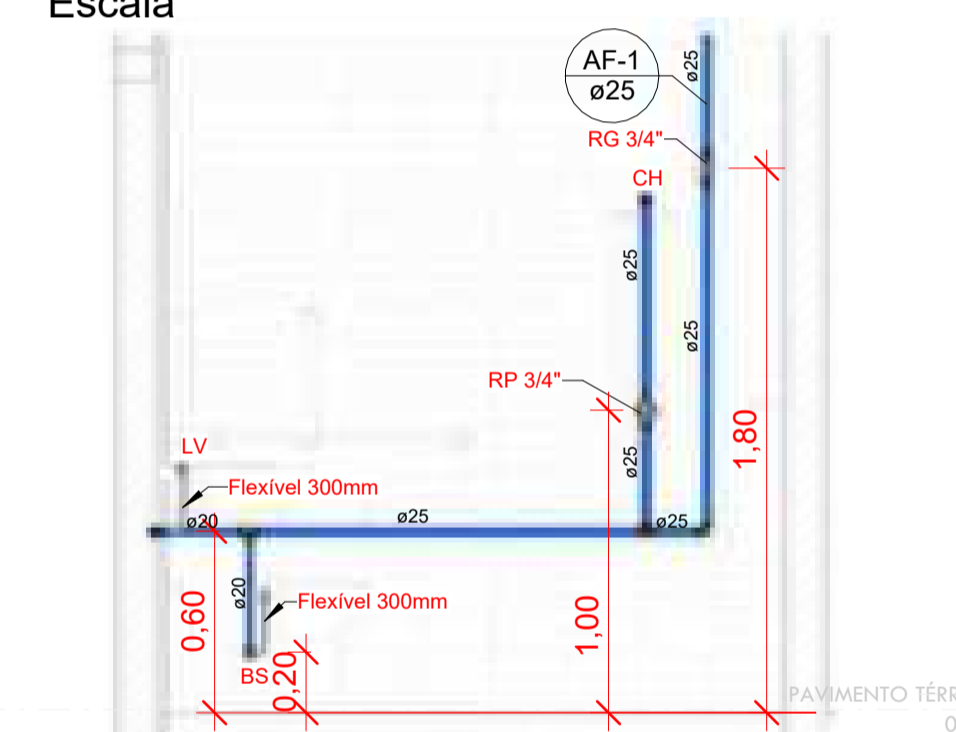 Escala
AF-1
ø25
ø25
RG 3/4"
CH
ø25
ø25
RP 3/4"
1,80
LV
ø25
Flexível 300mm
ø20
ø25
ø25
ø20
Flexível 300mm
0,60
1,00
BS
0,20
PAVIMENTO TÉRR
0